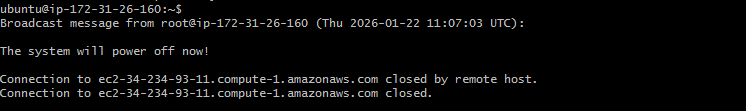 ubuntu@ip-172-31-26-160:~$
Broadcast message from root@ip-172-31-26-160 (Thu 2026-01-22 11:07:03 UTC):
The system will power off now!
Connection to ec2-34-234-93-11.compute-1.amazonaws.com closed by remote host.
Connection to ec2-34-234-93-11.compute-1.amazonaws.com closed.